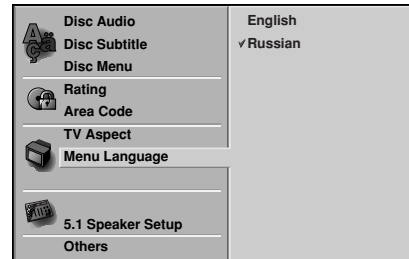 Disc Audio
Disc Subtitle
Disc Menu
Rating
Area Code
TV Aspect
Menu Language
5.1 Speaker Setup
Others
English
✓Russian